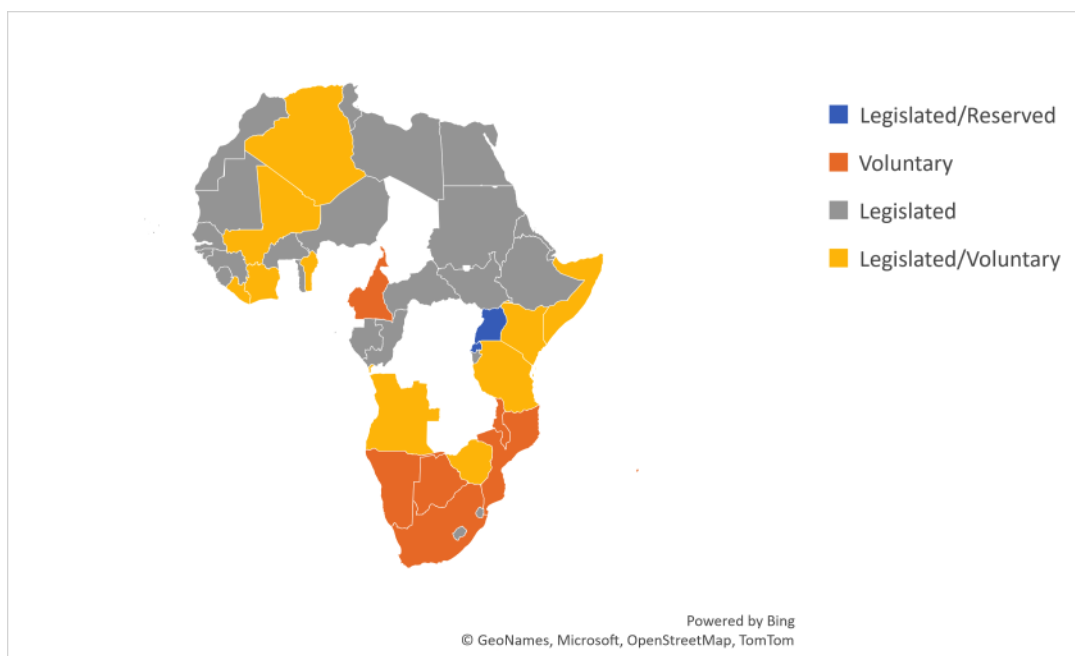 Legislated/Reserved
Voluntary
Legislated
Legislated/Voluntary
Powered by Bing
© GeoNames, Microsoft, OpenStreetMap, TomTom